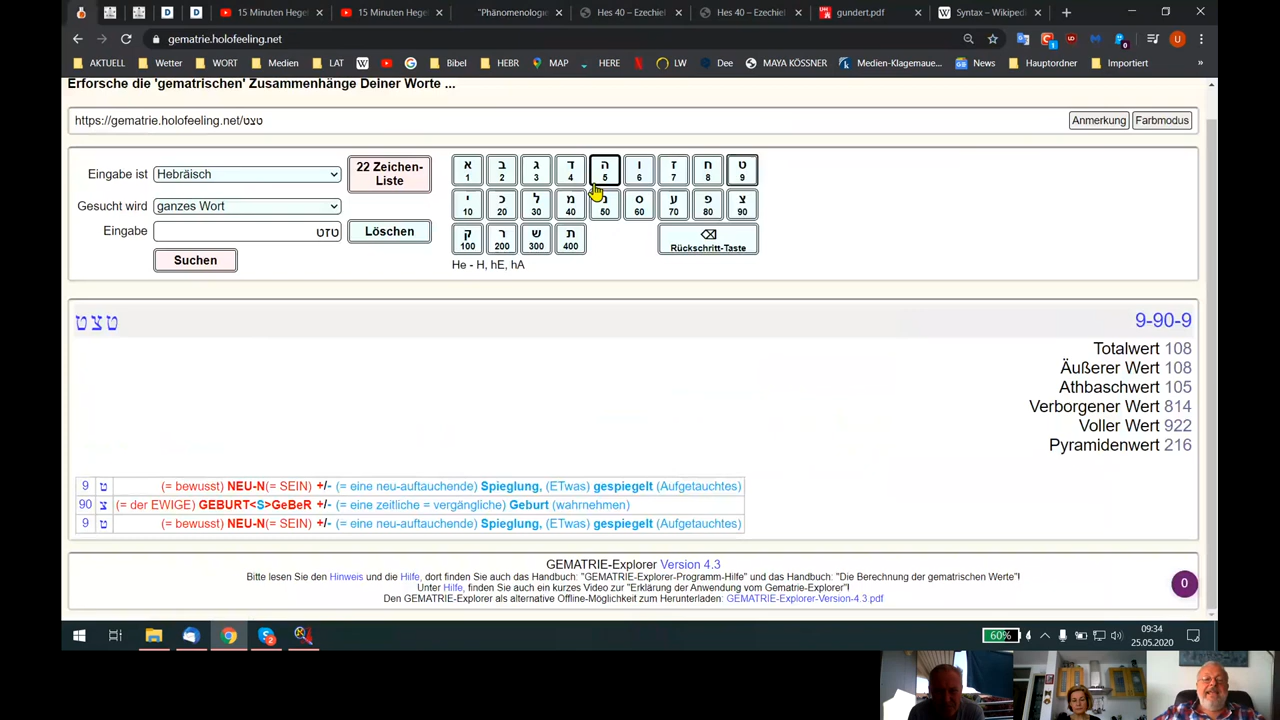 15 Minuten Hegel
15 Minuten Hegel
"Phänomenologi
Hes 40 – Ezechiel
Hes 40 – Ezechiel
gundert.pdf
Syntax – Wikiped
gematrie.holofeeling.net
AKTUELL Wetter WORT Medien LAT Bibel HEBR MAP HERE LW Dee MAYA KÖSSNER Medien-Klagemaue... News Hauptordner Importiert »
Erforsche die 'gematrischen' Zusammenhänge Deiner Worte ...
https://gematrie.holofeeling.net/טצט
Anmerkung Farbmodus
Eingabe ist Hebräisch
22 Zeichen-
Liste
Gesucht wird ganzes Wort
Eingabe טזט Löschen
Suchen
א ב ג ד ה ו ז ח ט
1 2 3 4 5 6 7 8 9
י כ ל מ נ ס ע פ צ
10 20 30 40 50 60 70 80 90
ק ר ש ת
100 200 300 400
Rückschritt-Taste
He - H, hE, hA
טצט 9-90-9
Totalwert 108
Äußerer Wert 108
Athbaschwert 105
Verborgener Wert 814
Voller Wert 922
Pyramidenwert 216
9 ט (= bewusst) NEU-N(= SEIN) +/- (= eine neu-auftauchende) Spieglung, (ETwas) gespiegelt (Aufgetauchtes)
90 צ (= der EWIGE) GEBURT<S>GeBeR +/- (= eine zeitliche = vergängliche) Geburt (wahrnehmen)
9 ט (= bewusst) NEU-N(= SEIN) +/- (= eine neu-auftauchende) Spieglung, (ETwas) gespiegelt (Aufgetauchtes)
GEMATRIE-Explorer Version 4.3
Bitte lesen Sie den Hinweis und die Hilfe, dort finden Sie auch das Handbuch: "GEMATRIE-Explorer-Programm-Hilfe" und das Handbuch: "Die Berechnung der gematrischen Werte"!
Unter Hilfe, finden Sie auch ein kurzes Video zur "Erklärung der Anwendung vom Gematrie-Explorer"!
Den GEMATRIE-Explorer als alternative Offline-Möglichkeit zum Herunterladen: GEMATRIE-Explorer-Version-4.3 pdf
0
60%
09:34
25.05.2020